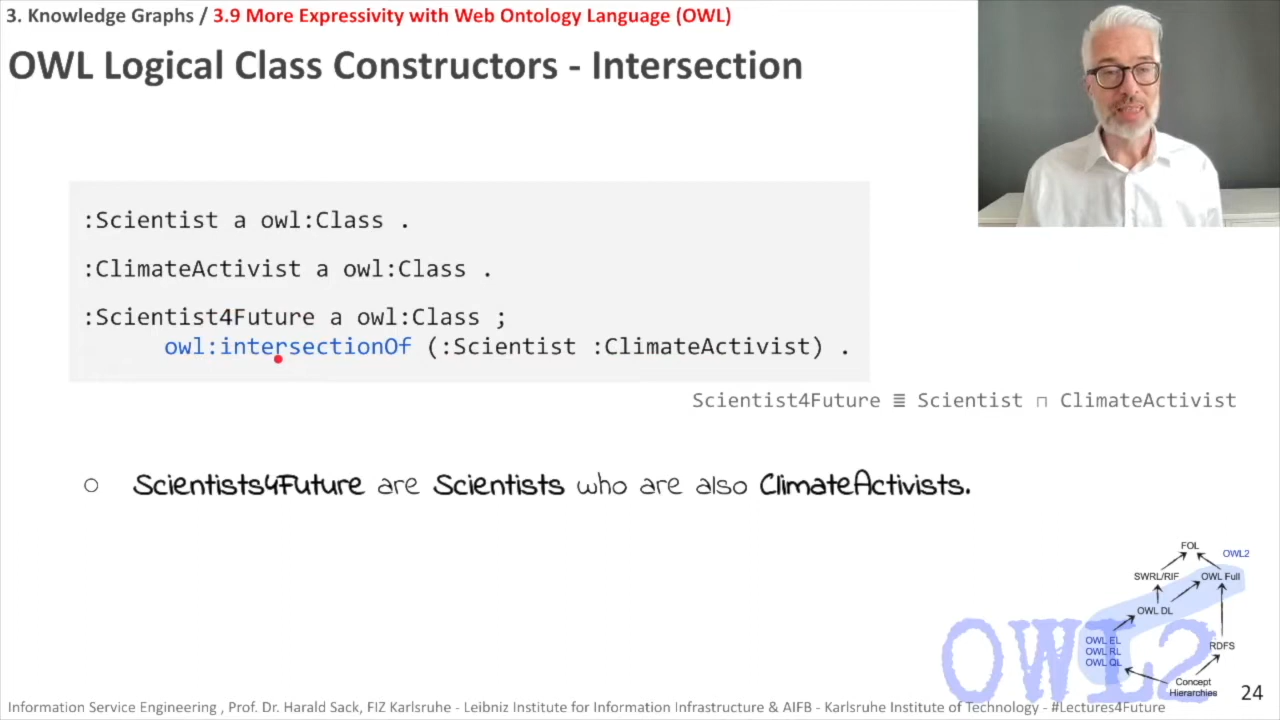 3. Knowledge Graphs / 3.9 More Expressivity with Web Ontology Language (OWL)
OWL Logical Class Constructors - Intersection
:Scientist a owl:Class .
:ClimateActivist a owl:Class .
:Scientist4Future a owl:Class ;
owl:intersectionOf (:Scientist :ClimateActivist) .
Scientist4Future ≣ Scientist ⊓ ClimateActivist
○ Scientists4Future are Scientists who are also ClimateActivists.
FOL
OWL2
SWRL/RIF
OWL Full
OWL DL
OWL EL
OWL RL
OWL QL
RDFS
Concept
Hierarchies
OWL2
24
Information Service Engineering , Prof. Dr. Harald Sack, FIZ Karlsruhe - Leibniz Institute for Information Infrastructure & AIFB - Karlsruhe Institute of Technology - #Lectures4Future